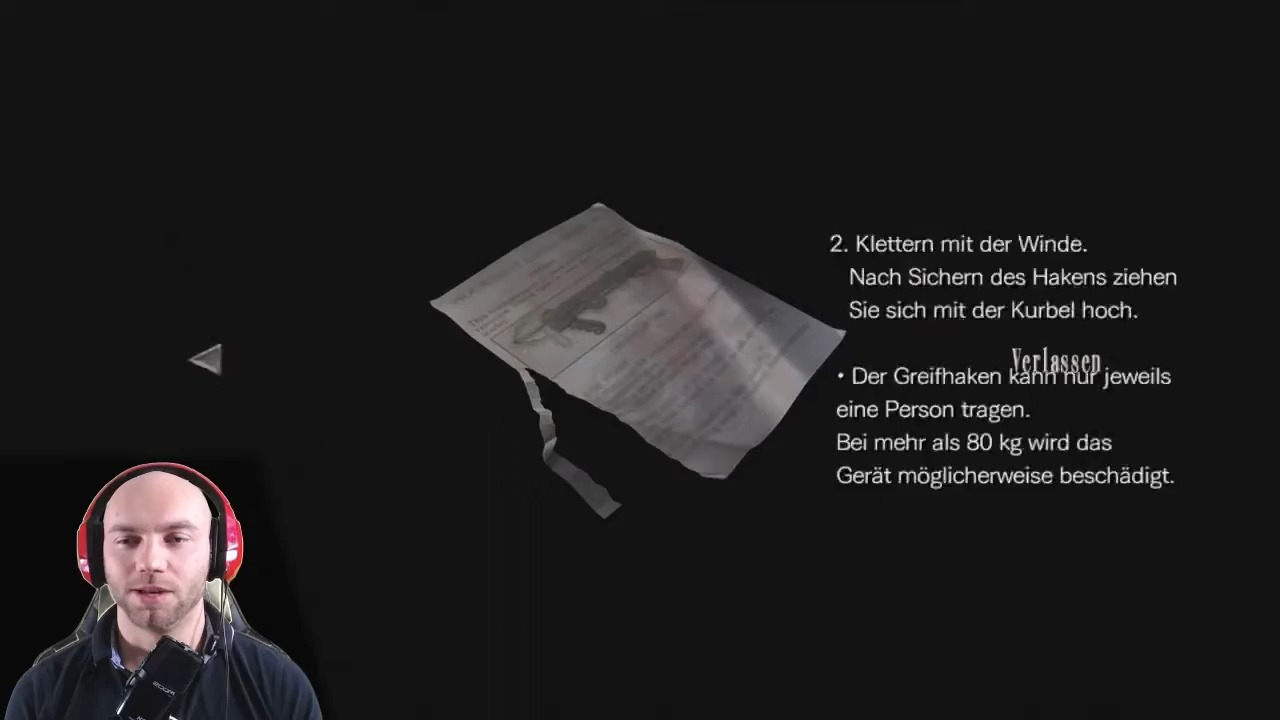 2. Klettern mit der Winde.
Nach Sichern des Hakens ziehen
Sie sich mit der Kurbel hoch.
Verlassen
• Der Greifhaken kann nur jeweils
eine Person tragen.
Bei mehr als 80 kg wird das
Gerät möglicherweise beschädigt.